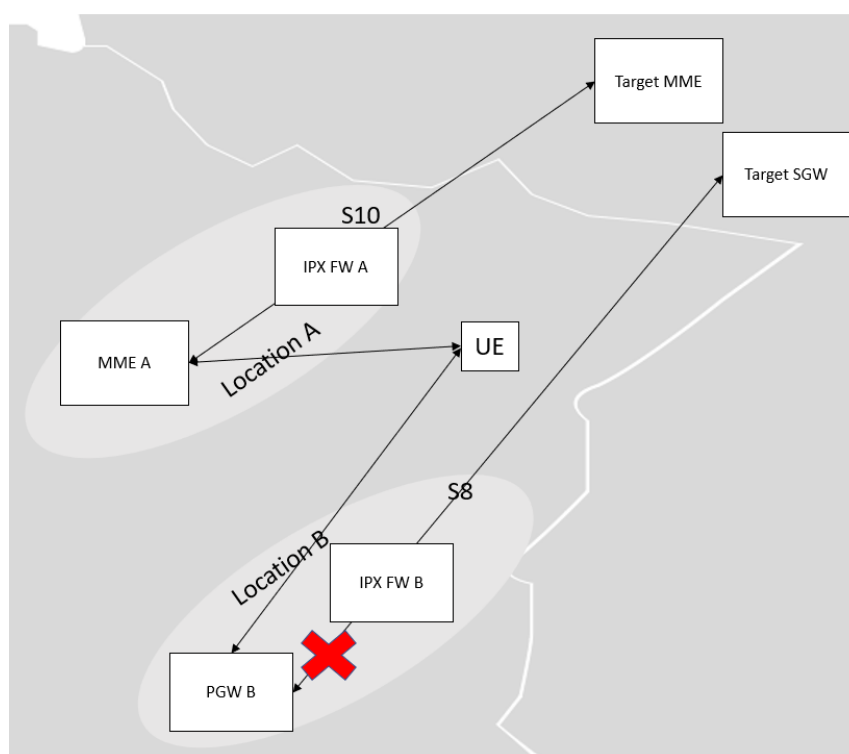 Target MME
Target SGW
S10
IPX FW A
MME A
Location A
UE
S8
Location B
IPX FW B
PGW B